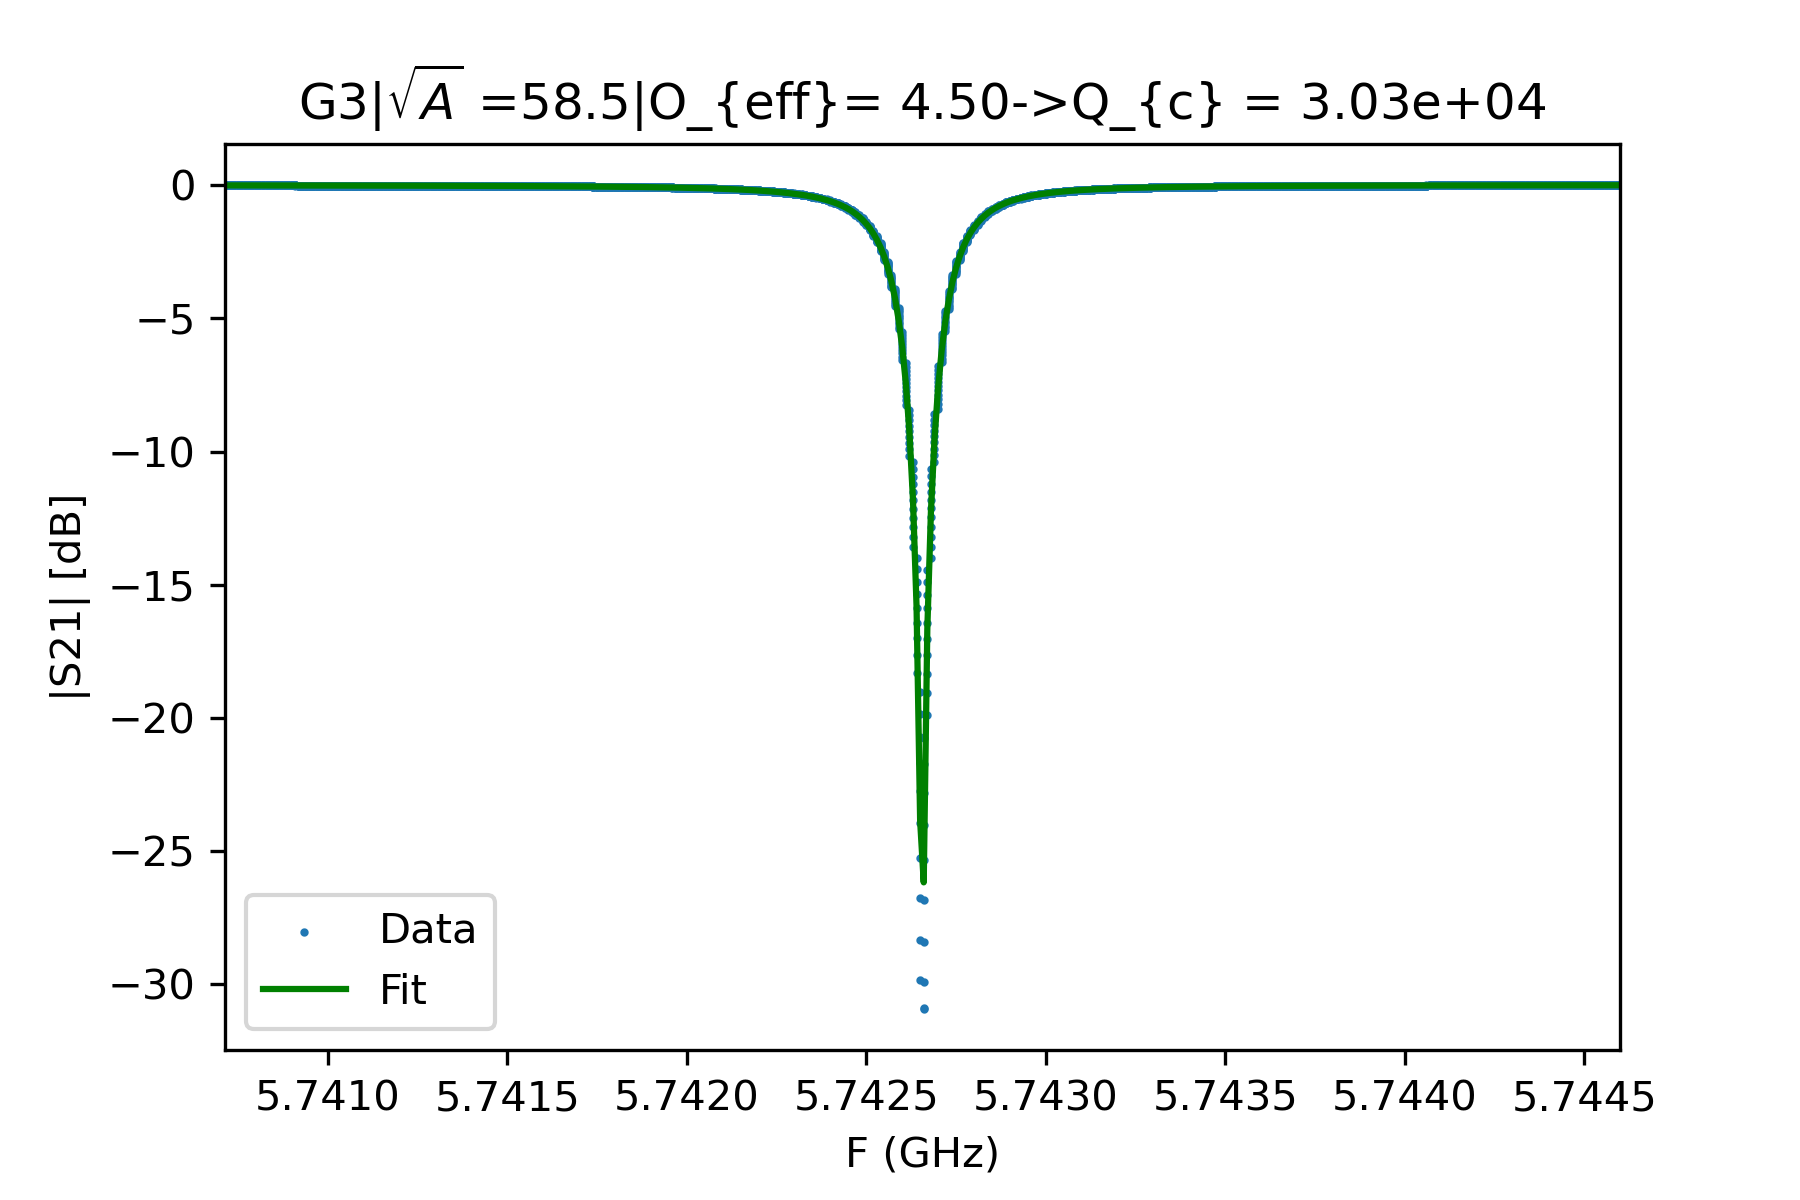 G3|√A =58.5|O_{eff}= 4.50->Q_{c} = 3.03e+04
0
−5
−10
−15
−20
−25
−30
|S21| [dB]
Data
Fit
5.7410 5.7415 5.7420 5.7425 5.7430 5.7435 5.7440 5.7445
F (GHz)